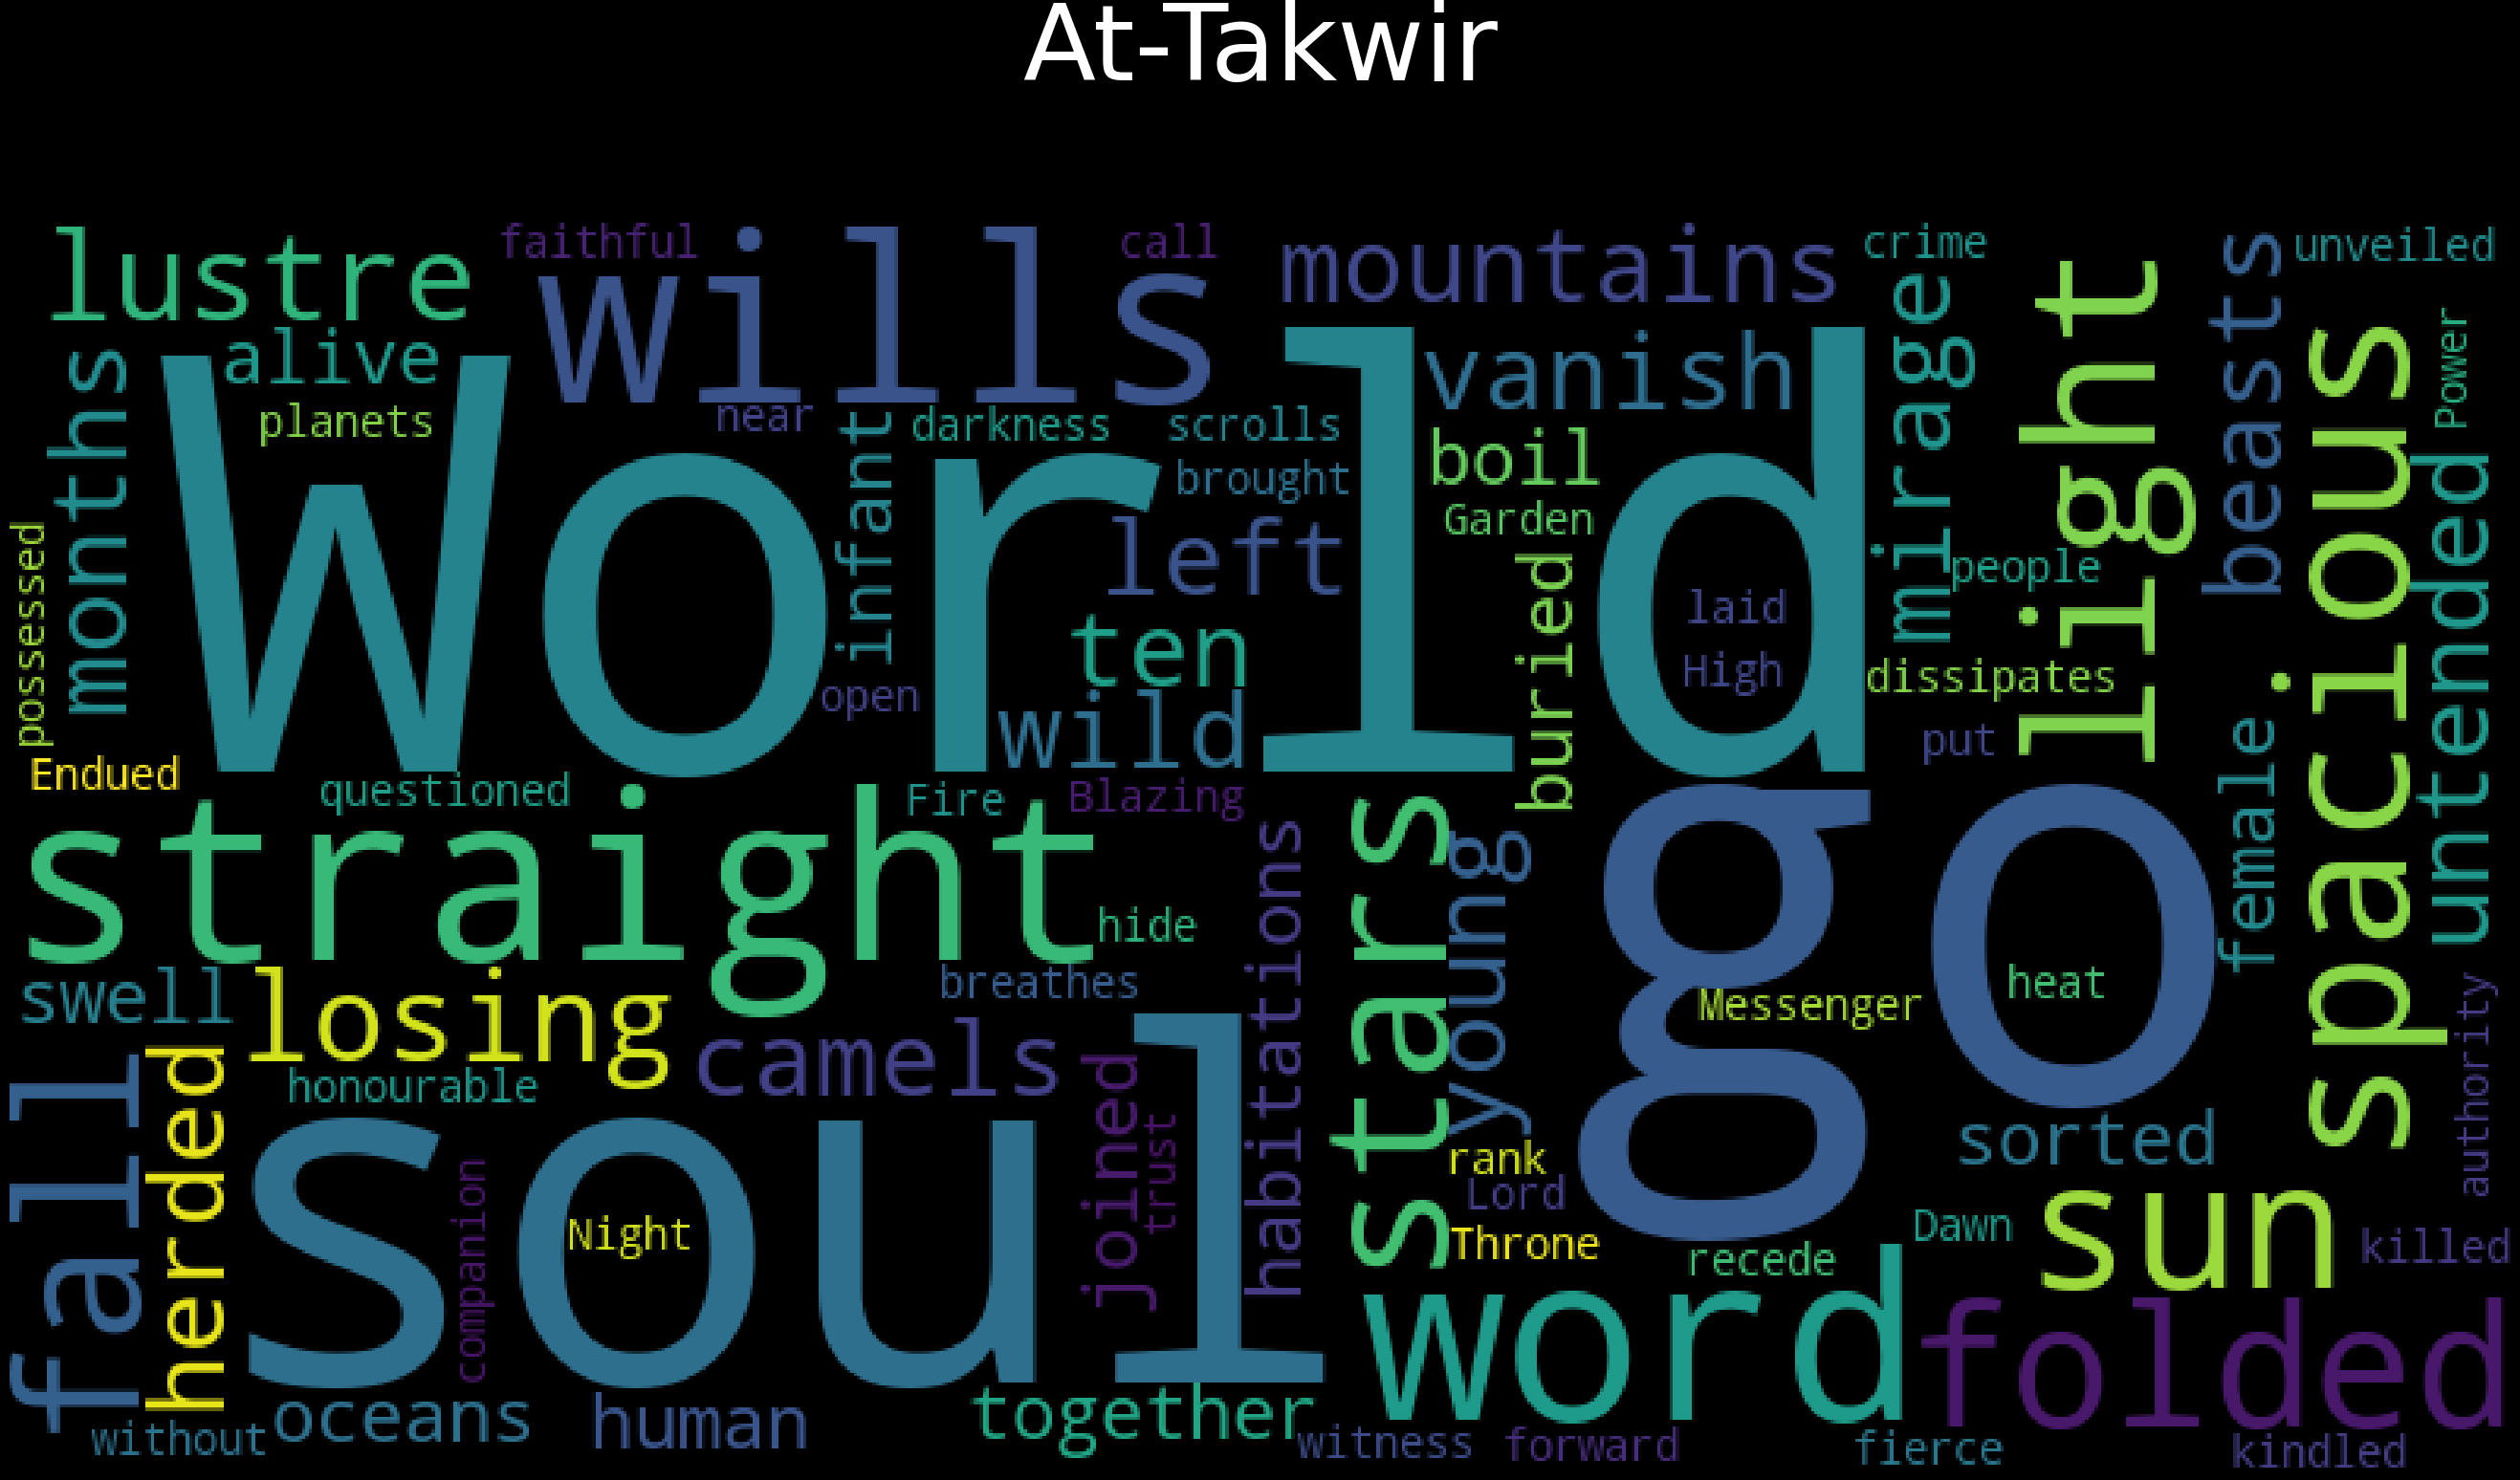 At-Takwir
lustre
faithful
wills
call
mountains
crime
unveiled
light
beasts
mirage
spacious
Power
untended
alive
months
planets
World
near
infant
darkness
scrolls
vanish
boil
brought
Garden
left
buried
people
laid
High
possessed
ten
open
wild
dissipates
put
female
Endued
questioned
Fire
Blazing
straight
stars
young
go
habitations
hide
breathes
Messenger
heat
authority
swell
losing
camels
honourable
fall
herded
soul
joined
trust
companion
Night
rank
Lord
Throne
sorted
Dawn
sun
killed
recede
word
folded
without
oceans
human
together
witness
forward
fierce
kindled